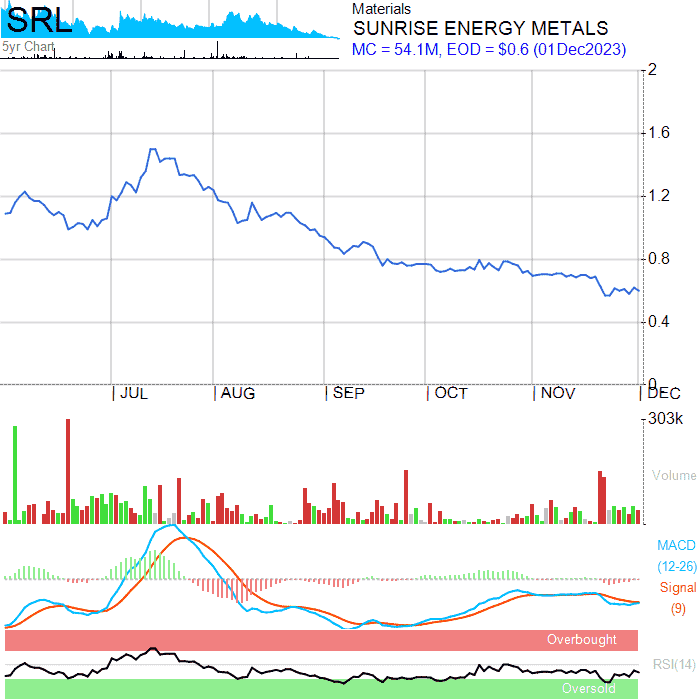 SRL
5yr Chart
Materials
SUNRISE ENERGY METALS
MC = 54.1M, EOD = $0.6 (01Dec2023)
2
1.6
1.2
0.8
0.4
0
JUL
AUG
SEP
OCT
NOV
DEC
303k
Volume
MACD
(12-26)
Signal
(9)
Overbought
RSI(14)
Oversold